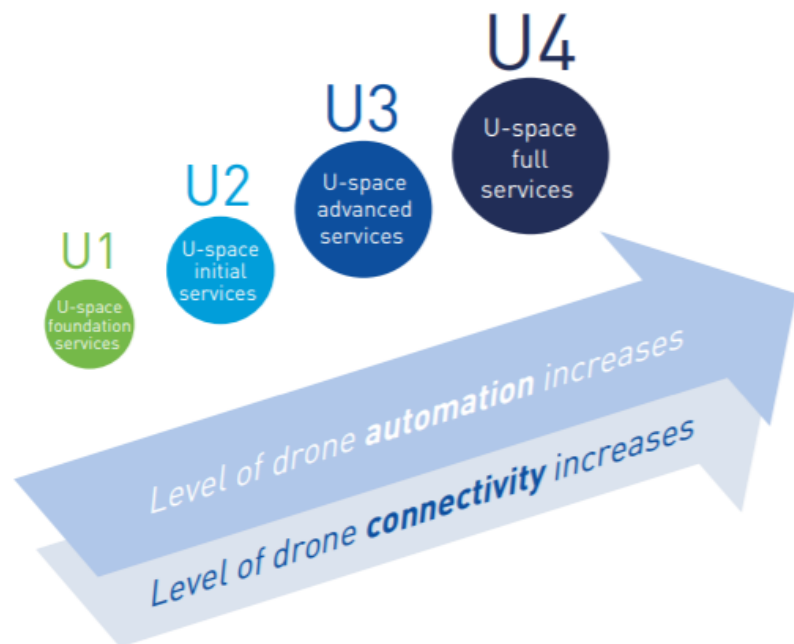 U4
U-space
full
services
U3
U-space
advanced
services
U2
U-space
initial
services
U1
U-space
foundation
services
Level of drone automation increases
Level of drone connectivity increases